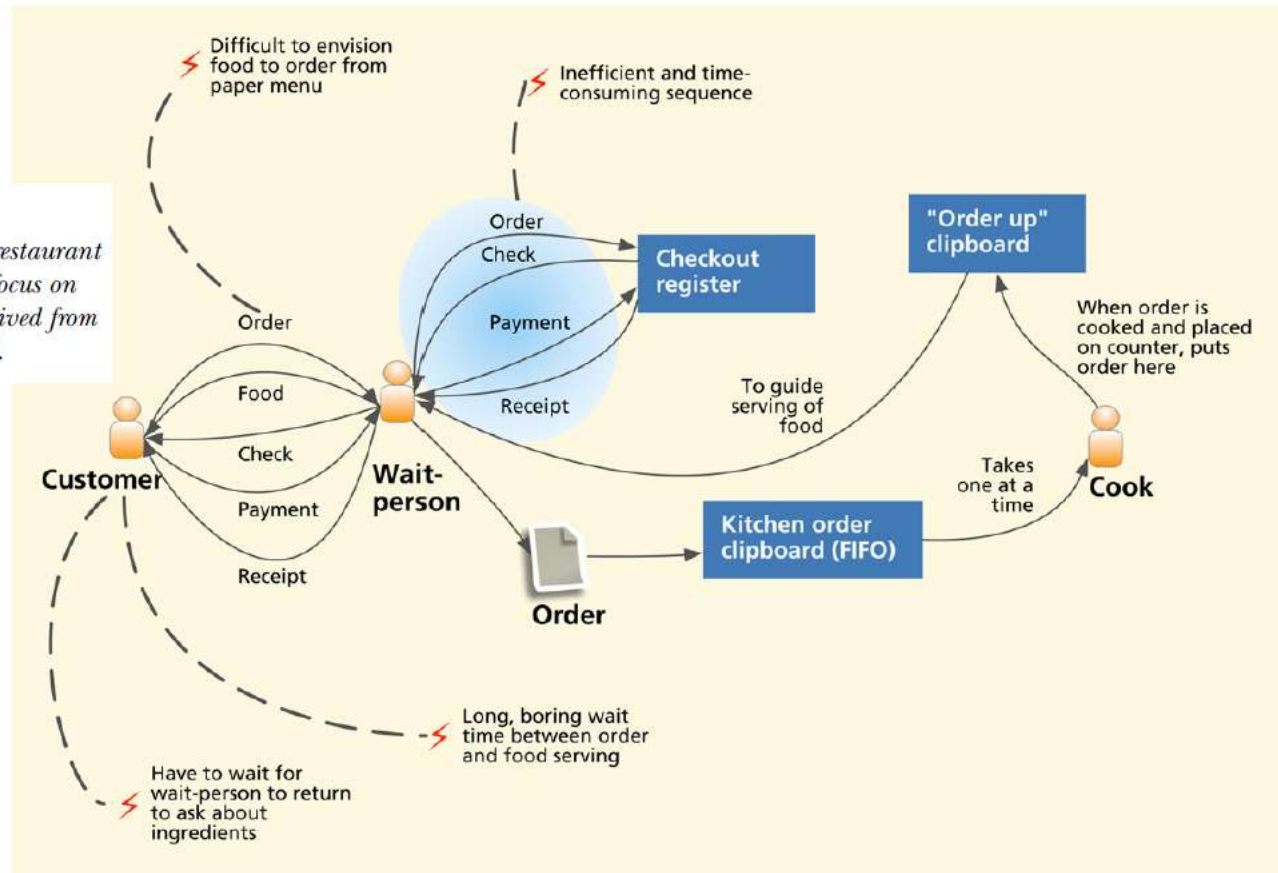 Difficult to envision
food to order from
paper menu
Inefficient and time-
consuming sequence
restaurant
focus on
ived from
Order
Check
Payment
Receipt
Checkout
register
"Order up"
clipboard
When order is
cooked and placed
on counter, puts
order here
To guide
serving of
food
Order
Food
Check
Payment
Receipt
Customer
Wait-
person
Takes
one at a
time
Cook
Kitchen order
clipboard (FIFO)
Order
Long, boring wait
time between order
and food serving
Have to wait for
wait-person to return
to ask about
ingredients